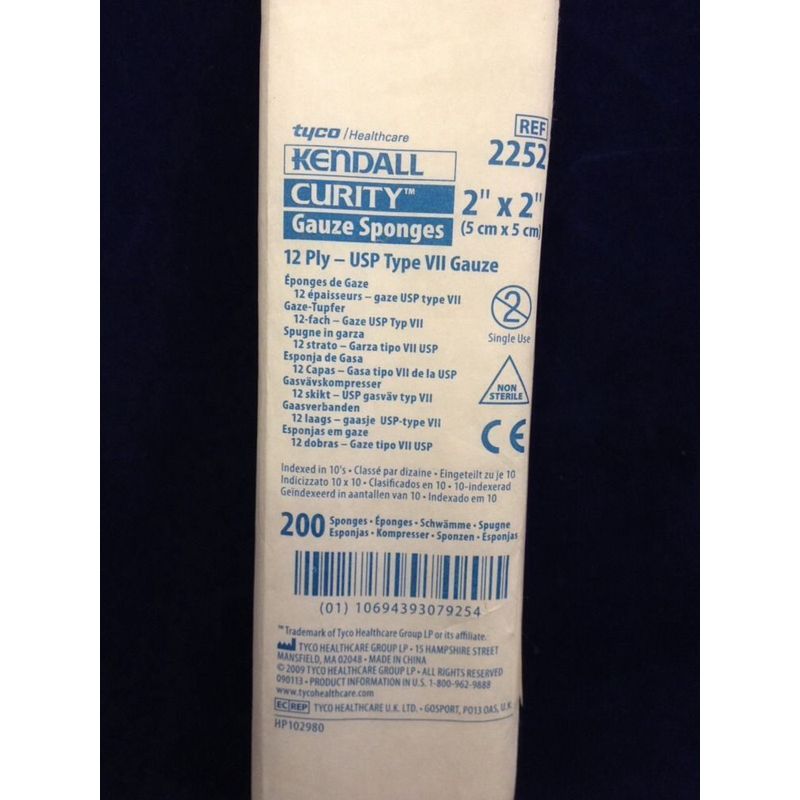 tyco / Healthcare
REF
2252
KENDALL
CURITY™
Gauze Sponges
2" x 2"
(5 cm x 5 cm)
12 Ply – USP Type VII Gauze
Éponges de Gaze
12 épaisseurs – gaze USP type VII
Gaze-Tupfer
12-fach – Gaze USP Typ VII
Spugne in garza
12 strato – Garza tipo VII USP
Esponja de Gasa
12 Capas – Gasa tipo VII de la USP
Gasvävskompresser
12 skikt – USP gasväv typ VII
Gaasverbanden
12 laags – gaasje USP-type VII
Esponjas em gaze
12 dobras – Gaze tipo VII USP
2
Single Use
NON
STERILE
CE
Indexed in 10's • Classé par dizaine • Eingeteilt zu je 10
Indicizzato 10 x 10 • Clasificados en 10 • 10-indexerad
Geïndexeerd in aantallen van 10 • Indexado em 10
200 Sponges • Éponges • Schwämme • Spugne
Esponjas • Kompresser • Sponzen • Esponjas
(01) 10694393079254
™ Trademark of Tyco Healthcare Group LP or its affiliate.
TYCO HEALTHCARE GROUP LP • 15 HAMPSHIRE STREET
MANSFIELD, MA 02048 • MADE IN CHINA
© 2009 TYCO HEALTHCARE GROUP LP • ALL RIGHTS RESERVED
090113 • PRODUCT INFORMATION IN U.S. 1-800-962-9888
www.tycohealthcare.com
EC REP TYCO HEALTHCARE U.K. LTD. • GOSPORT, PO13 0AS, U.K.
HP102980